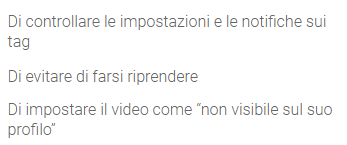 Di controllare le impostazioni e le notifiche sui
tag
Di evitare di farsi riprendere
Di impostare il video come “non visibile sul suo
profilo”